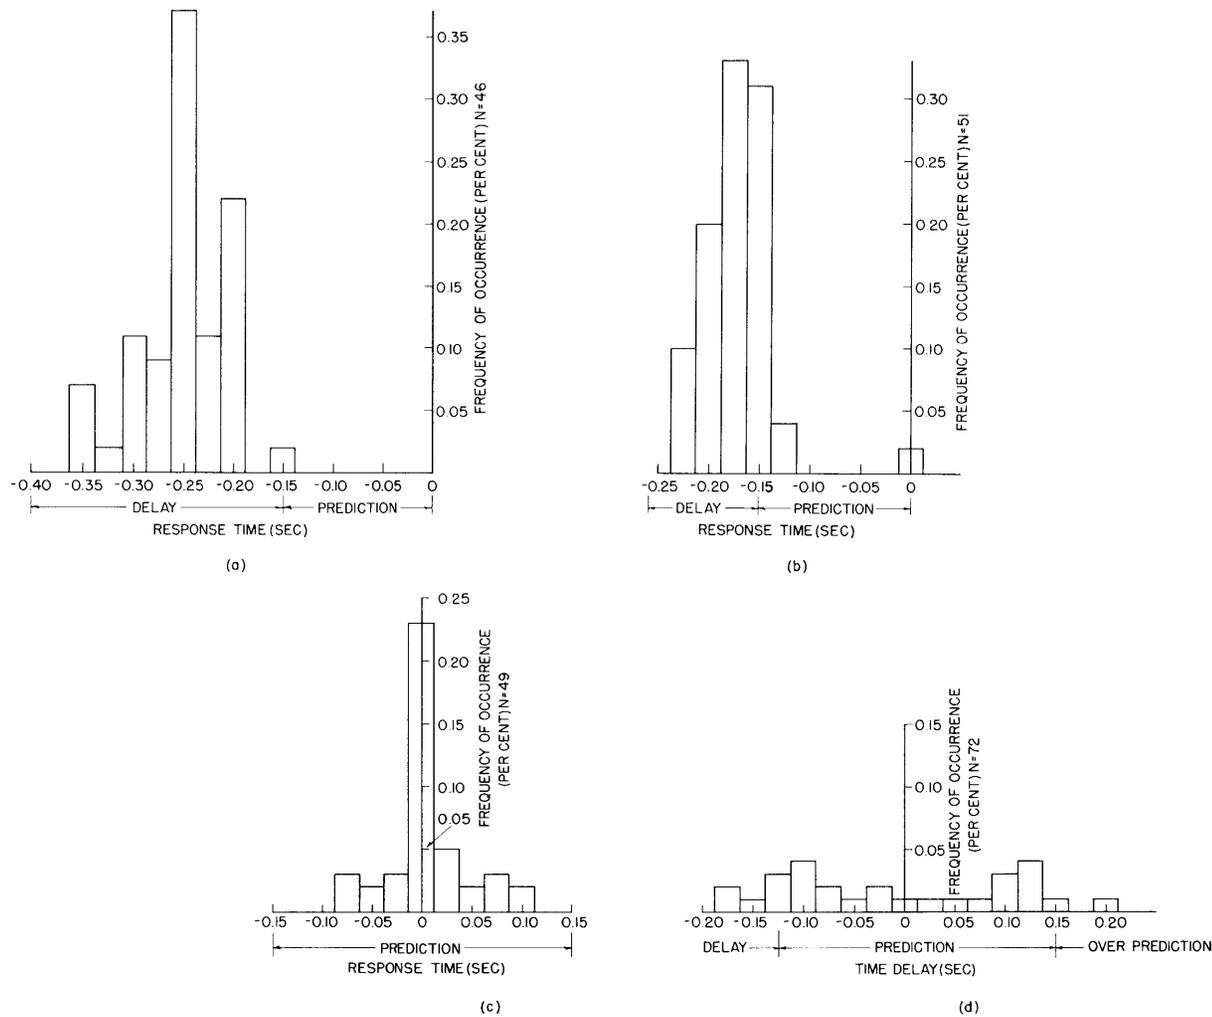 0.35
0.30
0.25
0.20
0.15
0.10
0.05
FREQUENCY OF OCCURRENCE (PER CENT) N=46
-0.40 -0.35 -0.30 -0.25 -0.20 -0.15 -0.10 -0.05 0
DELAY PREDICTION
RESPONSE TIME (SEC)
(a)
0.30
0.25
0.20
0.15
0.10
0.05
FREQUENCY OF OCCURRENCE (PER CENT) N=51
-0.25 -0.20 -0.15 -0.10 -0.05 0
DELAY PREDICTION
RESPONSE TIME (SEC)
(b)
0.25
0.20
0.15
0.10
0.05
FREQUENCY OF OCCURRENCE
(PER CENT) N=49
-0.15 -0.10 -0.05 0 0.05 0.10 0.15
PREDICTION
RESPONSE TIME (SEC)
(c)
0.15
0.10
0.05
FREQUENCY OF OCCURRENCE
(PER CENT) N=72
-0.20 -0.15 -0.10 -0.05 0 0.05 0.10 0.15 0.20
DELAY PREDICTION OVER PREDICTION
TIME DELAY (SEC)
(d)